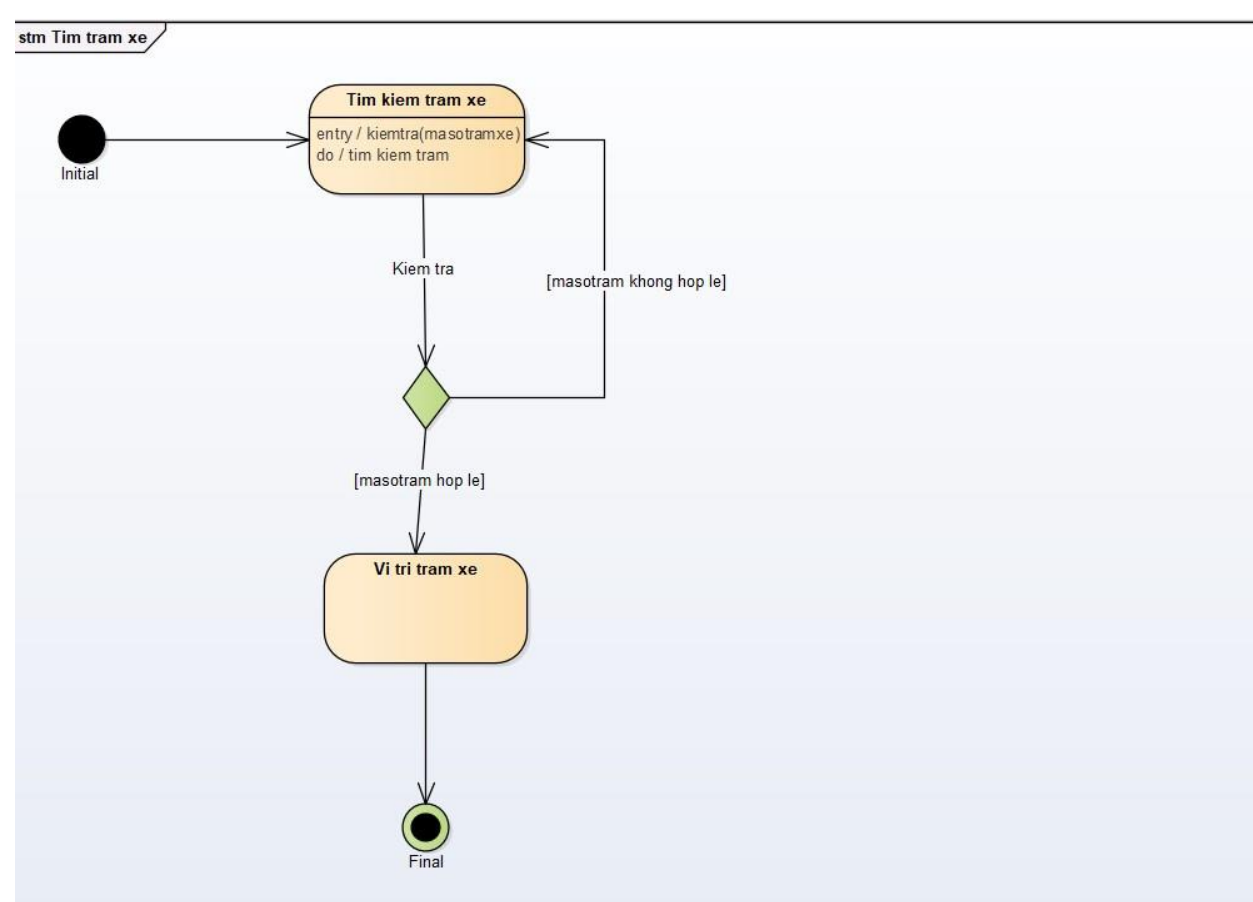 stm Tim tram xe
Tim kiem tram xe
entry / kiemtra(masotramxe)
do / tim kiem tram
Initial
Kiem tra
[masotram khong hop le]
[masotram hop le]
Vi tri tram xe
Final